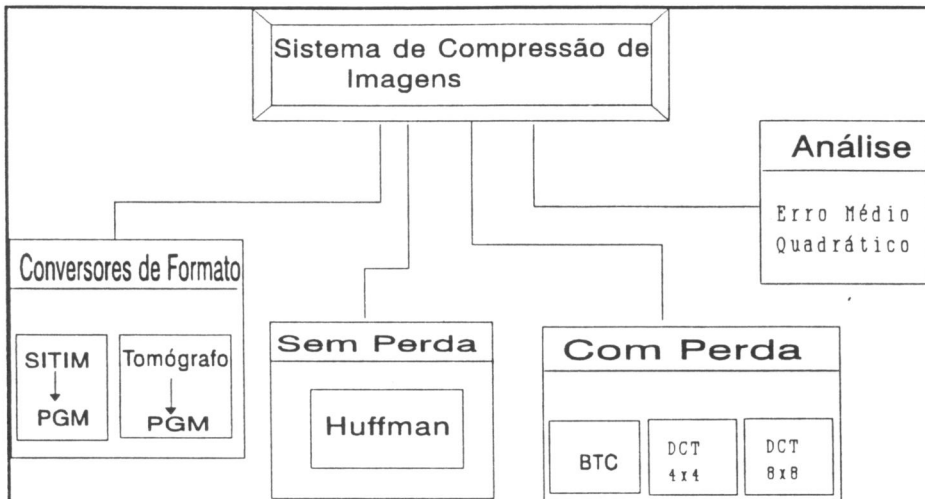 Sistema de Compressão de
Imagens
Análise
Erro Médio
Quadrático
Conversores de Formato
SITIM
PGM
Tomógrafo
PGM
Sem Perda
Huffman
Com Perda
BTC
DCT
4x4
DCT
8x8